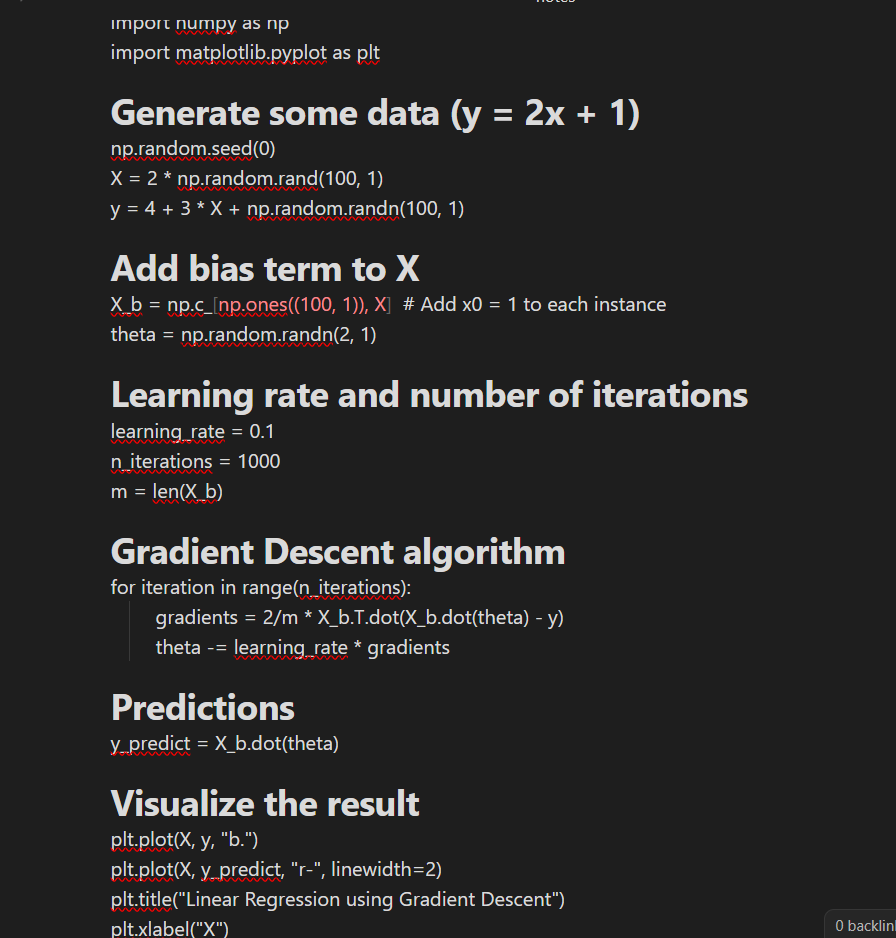 notes
import numpy as np
import matplotlib.pyplot as plt
Generate some data (y = 2x + 1)
np.random.seed(0)
X = 2 * np.random.rand(100, 1)
y = 4 + 3 * X + np.random.randn(100, 1)
Add bias term to X
X_b = np.c_[np.ones((100, 1)), X]  # Add x0 = 1 to each instance
theta = np.random.randn(2, 1)
Learning rate and number of iterations
learning_rate = 0.1
n_iterations = 1000
m = len(X_b)
Gradient Descent algorithm
for iteration in range(n_iterations):
gradients = 2/m * X_b.T.dot(X_b.dot(theta) - y)
theta -= learning_rate * gradients
Predictions
y_predict = X_b.dot(theta)
Visualize the result
plt.plot(X, y, "b.")
plt.plot(X, y_predict, "r-", linewidth=2)
plt.title("Linear Regression using Gradient Descent")
plt.xlabel("X")
0 backlin